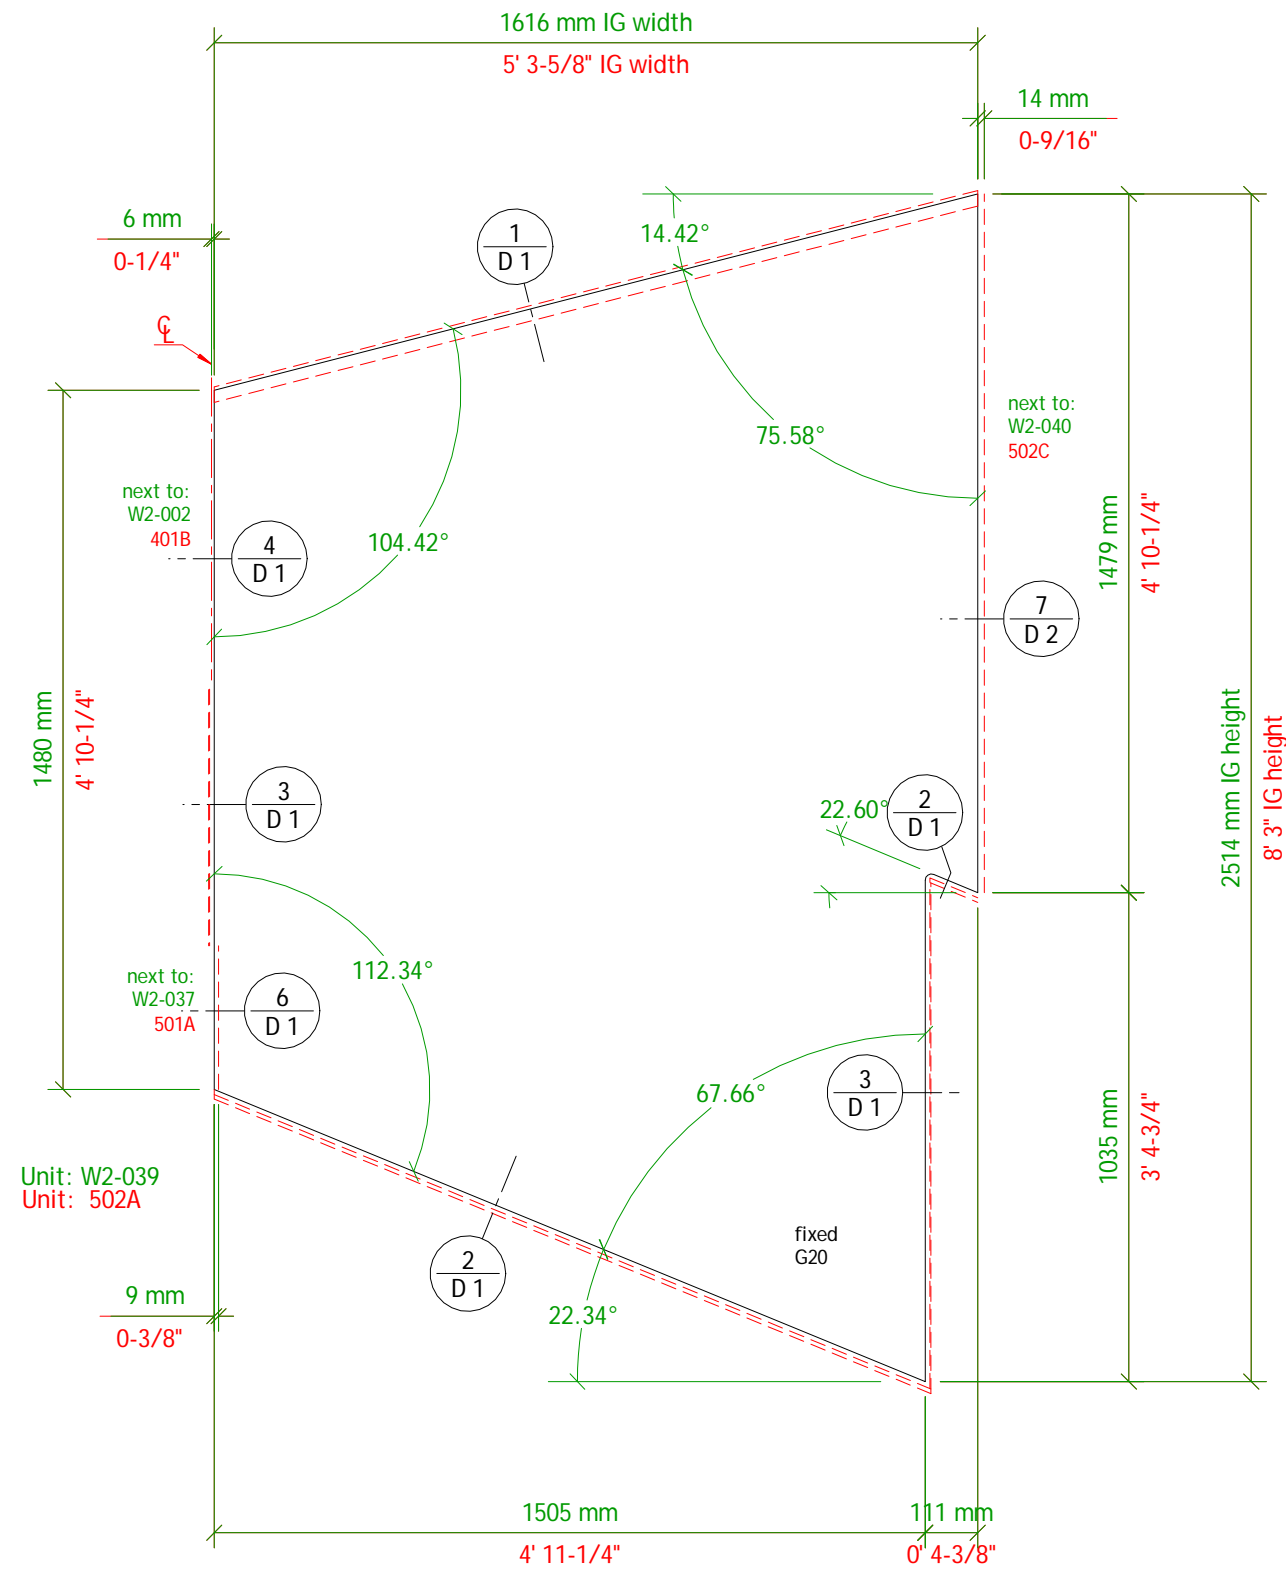 1616 mm IG width
5' 3-5/8" IG width
14 mm
0-9/16"
6 mm
0-1/4"
1
D 1
14.42°
CL
75.58°
next to:
W2-040
502C
next to:
W2-002
401B
104.42°
4
D 1
1479 mm
4' 10-1/4"
7
D 2
1480 mm
4' 10-1/4"
3
D 1
22.60°
2
D 1
2514 mm IG height
8' 3" IG height
112.34°
next to:
W2-037
501A
6
D 1
67.66°
3
D 1
1035 mm
3' 4-3/4"
Unit: W2-039
Unit: 502A
fixed
G20
2
D 1
22.34°
9 mm
0-3/8"
1505 mm
4' 11-1/4"
111 mm
0' 4-3/8"